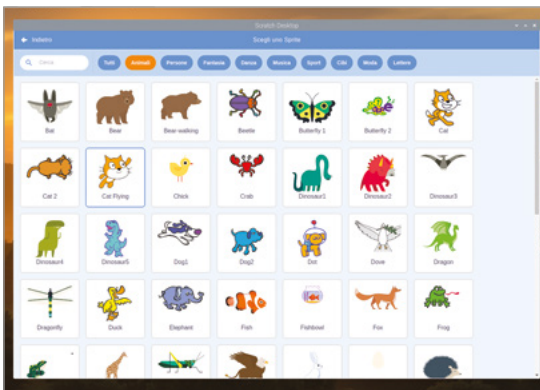 Scratch Desktop
Indietro
Scegli uno Sprite
Cerca
Tutti Animali Persone Fantasia Danza Musica Sport Cibi Moda Lettere
Bat Bear Bear-walking Beetle Butterfly 1 Butterfly 2 Cat
Cat 2 Cat Flying Chick Crab Dinosaur1 Dinosaur2 Dinosaur3
Dinosaur4 Dinosaur5 Dog1 Dog2 Dot Dove Dragon
Dragonfly Duck Elephant Fish Fishbowl Fox Frog